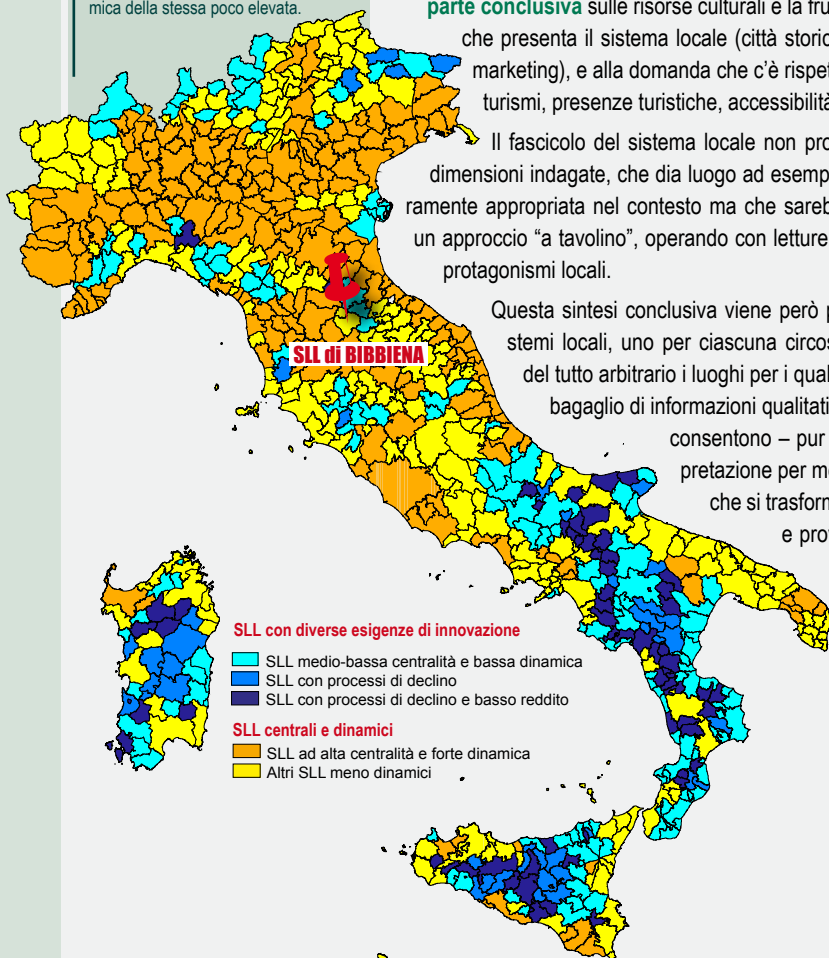 mica della stessa poco elevata.
parte conclusiva sulle risorse culturali e la fru
che presenta il sistema locale (città storic
marketing), e alla domanda che c'è rispet
turismi, presenze turistiche, accessibilità
Il fascicolo del sistema locale non pro
dimensioni indagate, che dia luogo ad esemp
ramente appropriata nel contesto ma che sareb
un approccio “a tavolino”, operando con letture
protagonismi locali.
Questa sintesi conclusiva viene però p
stemi locali, uno per ciascuna circos
del tutto arbitrario i luoghi per i qual
bagaglio di informazioni qualitati
consentono – pur
pretazione per me
che si trasform
e prot
SLL di BIBBIENA
SLL con diverse esigenze di innovazione
SLL medio-bassa centralità e bassa dinamica
SLL con processi di declino
SLL con processi di declino e basso reddito
SLL centrali e dinamici
SLL ad alta centralità e forte dinamica
Altri SLL meno dinamici